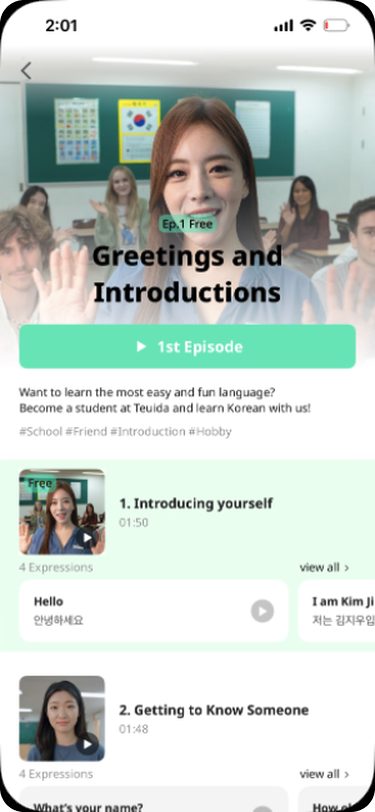 2:01
Ep.1 Free
Greetings and
Introductions
1st Episode
Want to learn the most easy and fun language?
Become a student at Teuida and learn Korean with us!
#School #Friend #Introduction #Hobby
Free
1. Introducing yourself
01:50
4 Expressions
view all >
Hello
안녕하세요
I am Kim Ji
저는 김지우입
2. Getting to Know Someone
01:48
4 Expressions
view all >
What's your name?
How ol